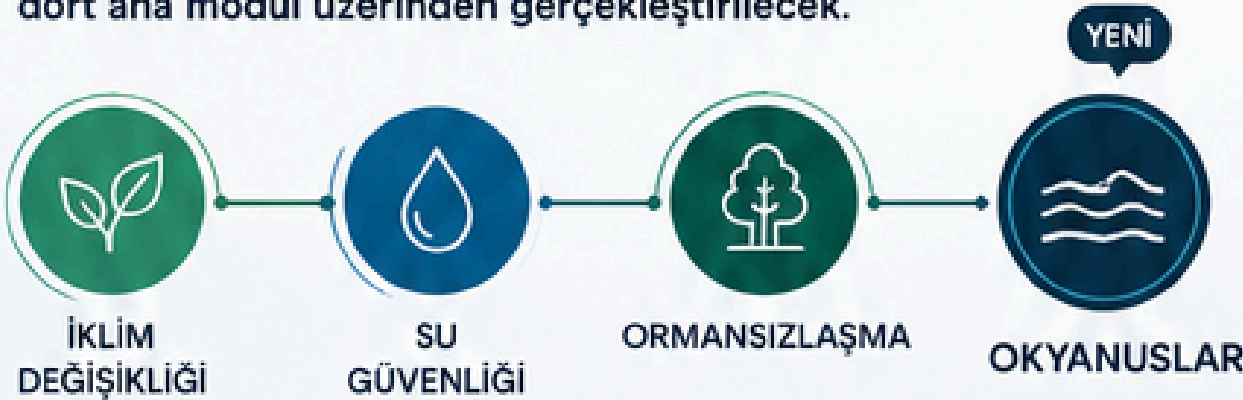 dört ana modül üzerinden gerçekleştirilecek.
YENİ
İKLİM
DEĞİŞİKLİĞİ
SU
GÜVENLİĞİ
ORMANSIZLAŞMA
OKYANUSLAR